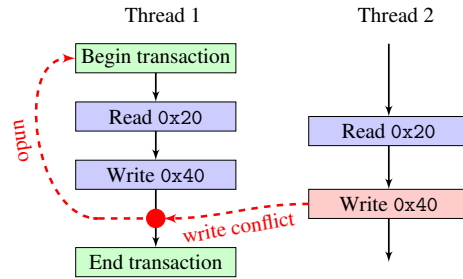 Thread 1
Thread 2
Begin transaction
Read 0x20
Read 0x20
Write 0x40
Write 0x40
undo
write conflict
End transaction